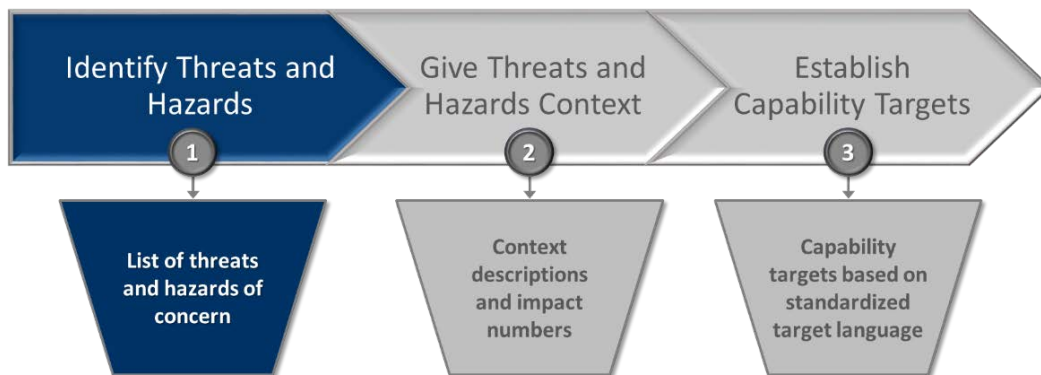 Identify Threats and
Hazards
Give Threats and
Hazards Context
Establish
Capability Targets
1
2
3
List of threats
and hazards of
concern
Context
descriptions
and impact
numbers
Capability
targets based on
standardized
target language